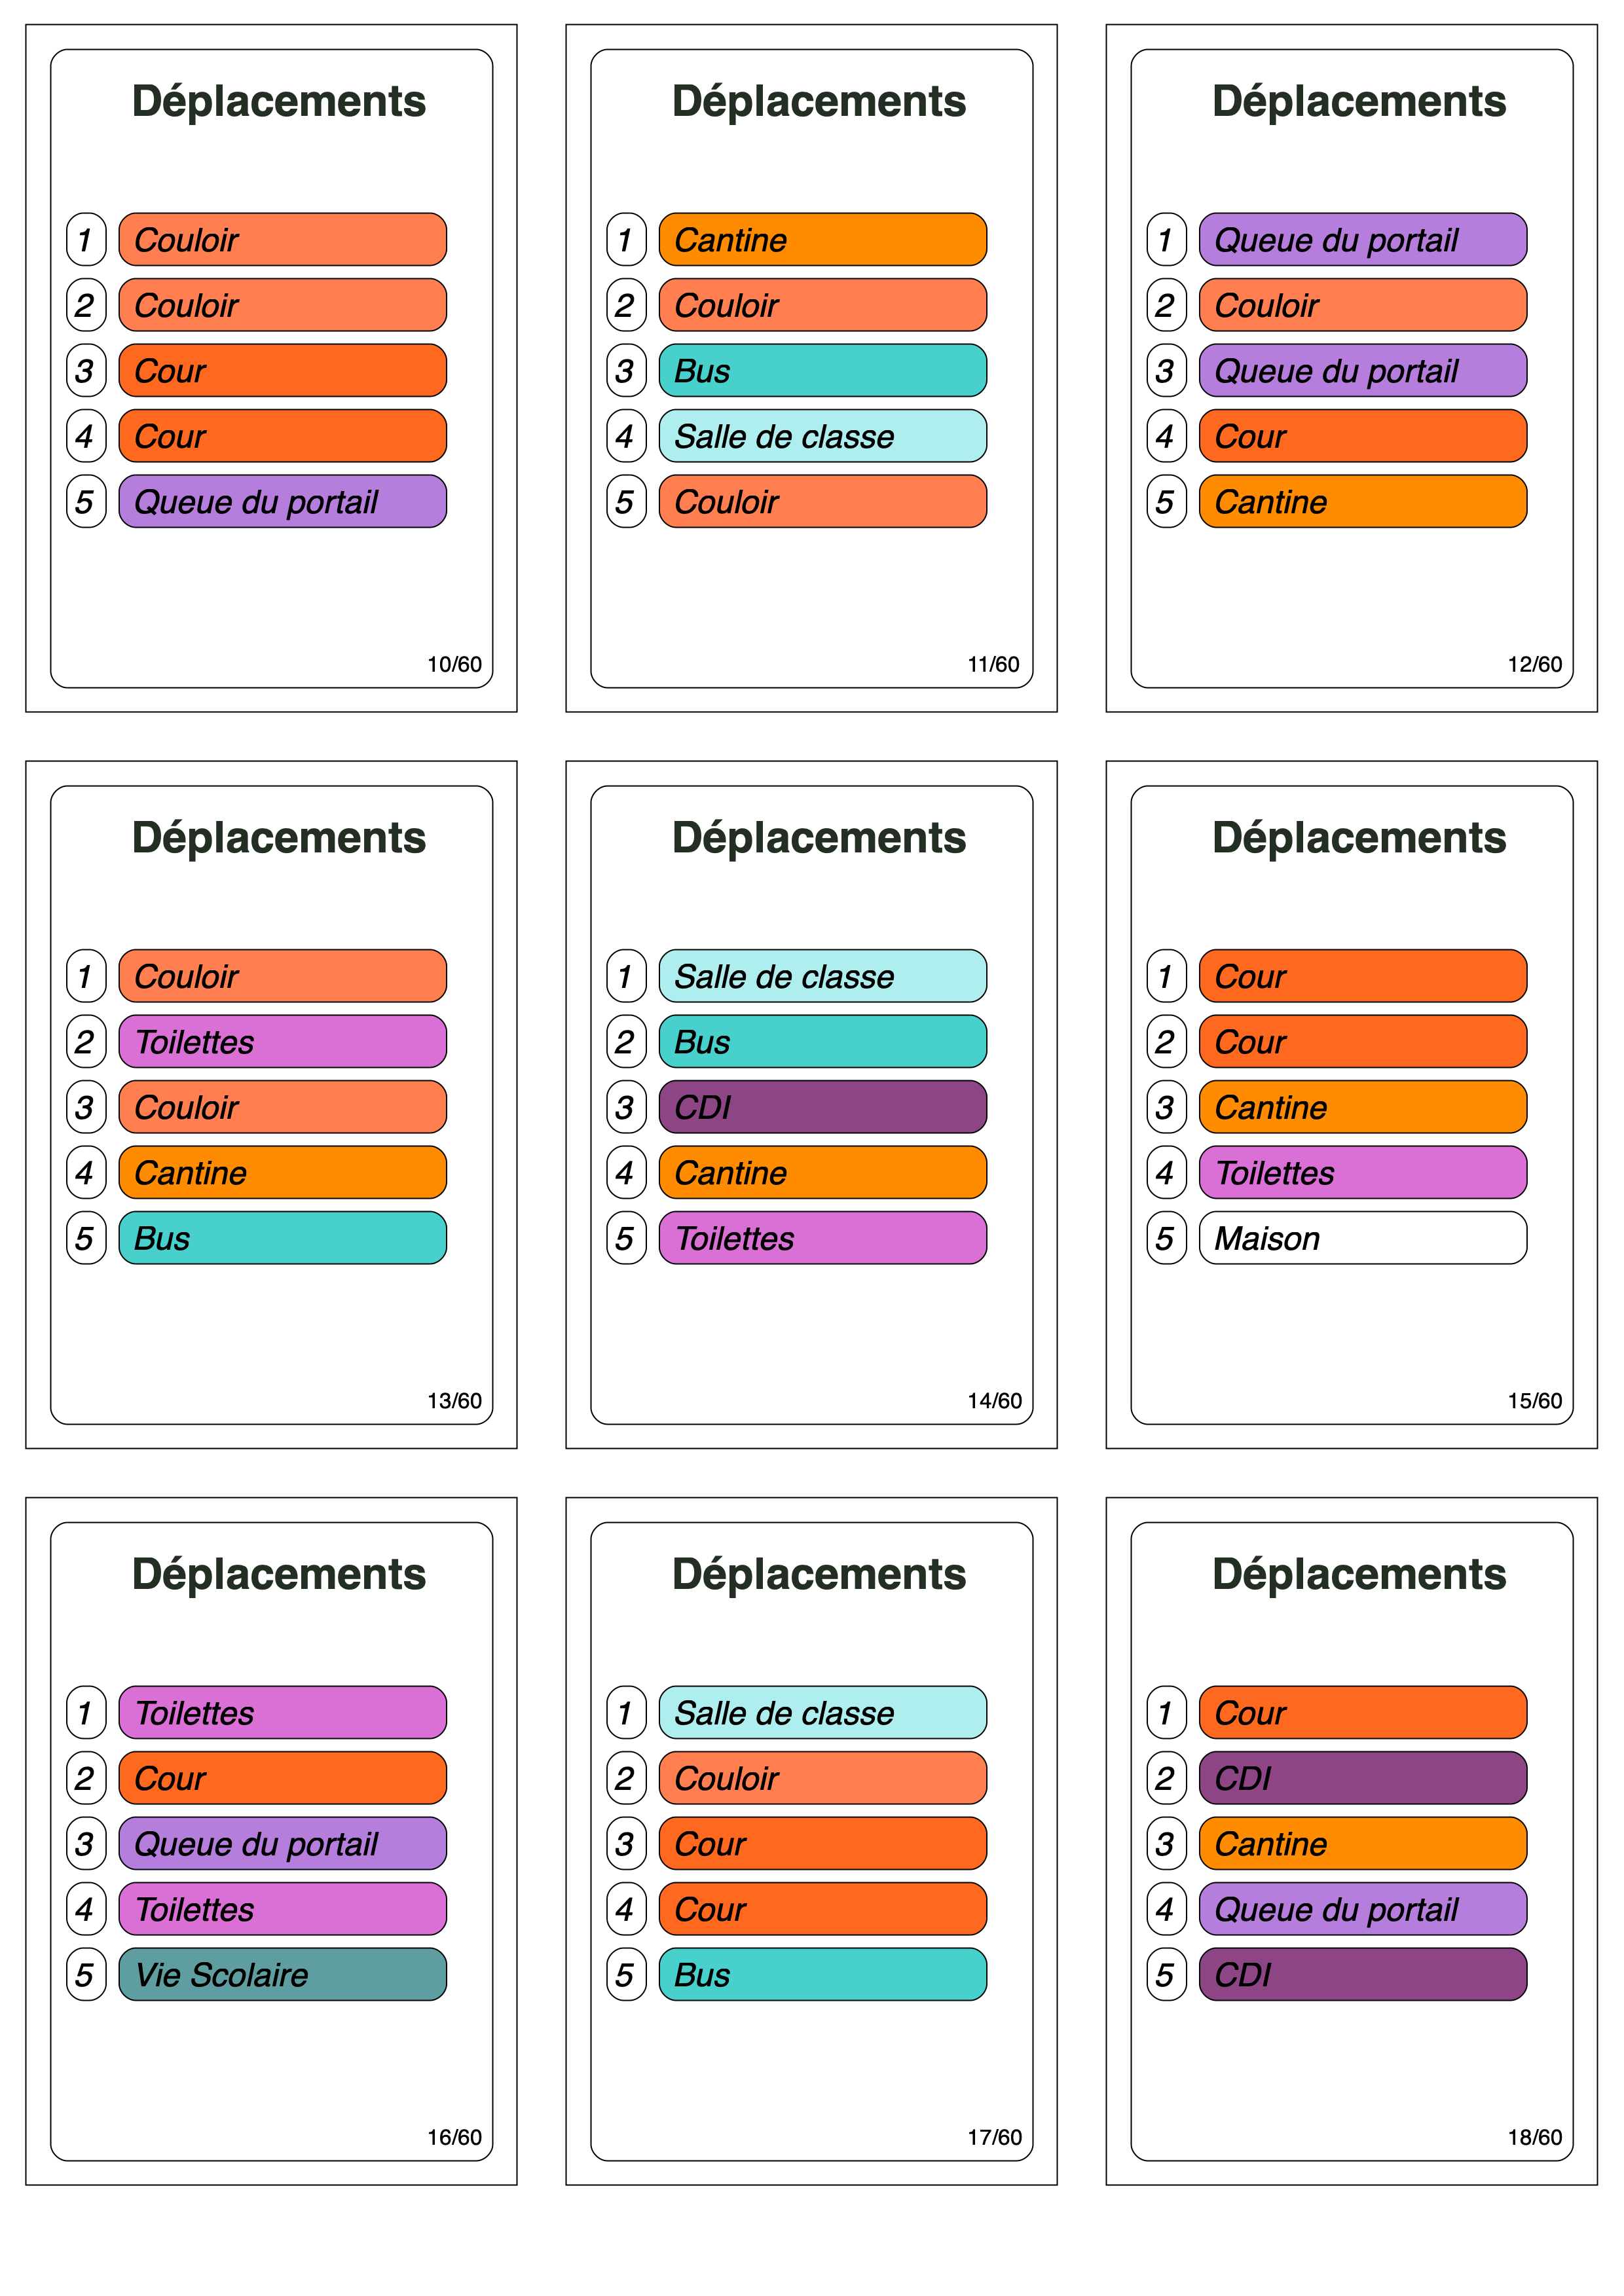 Déplacements
1 Couloir
2 Couloir
3 Cour
4 Cour
5 Queue du portail
10/60
Déplacements
1 Cantine
2 Couloir
3 Bus
4 Salle de classe
5 Couloir
11/60
Déplacements
1 Queue du portail
2 Couloir
3 Queue du portail
4 Cour
5 Cantine
12/60
Déplacements
1 Couloir
2 Toilettes
3 Couloir
4 Cantine
5 Bus
13/60
Déplacements
1 Salle de classe
2 Bus
3 CDI
4 Cantine
5 Toilettes
14/60
Déplacements
1 Cour
2 Cour
3 Cantine
4 Toilettes
5 Maison
15/60
Déplacements
1 Toilettes
2 Cour
3 Queue du portail
4 Toilettes
5 Vie Scolaire
16/60
Déplacements
1 Salle de classe
2 Couloir
3 Cour
4 Cour
5 Bus
17/60
Déplacements
1 Cour
2 CDI
3 Cantine
4 Queue du portail
5 CDI
18/60